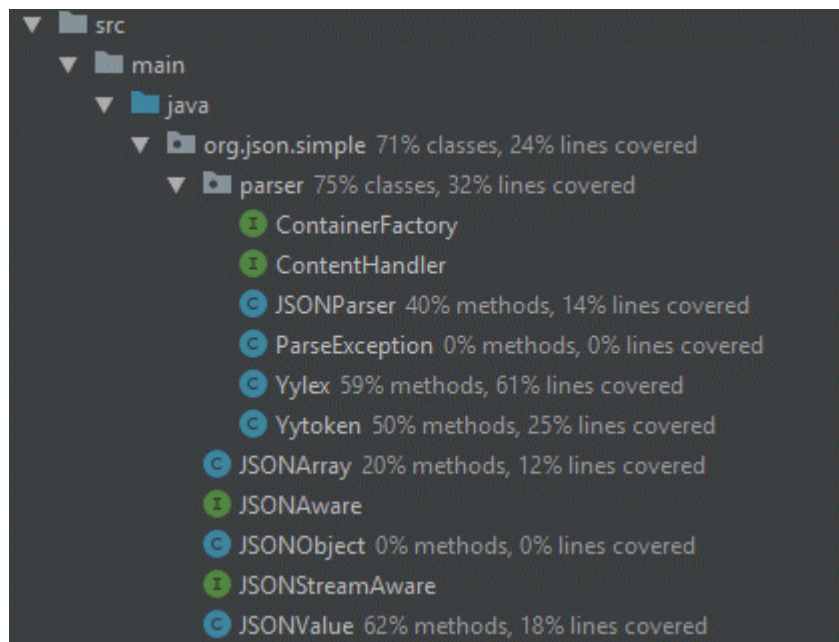 src
main
java
org.json.simple 71% classes, 24% lines covered
parser 75% classes, 32% lines covered
I ContainerFactory
I ContentHandler
C JSONParser 40% methods, 14% lines covered
C ParseException 0% methods, 0% lines covered
C Yylex 59% methods, 61% lines covered
C Yytoken 50% methods, 25% lines covered
C JSONArray 20% methods, 12% lines covered
I JSONAware
C JSONObject 0% methods, 0% lines covered
I JSONStreamAware
C JSONValue 62% methods, 18% lines covered